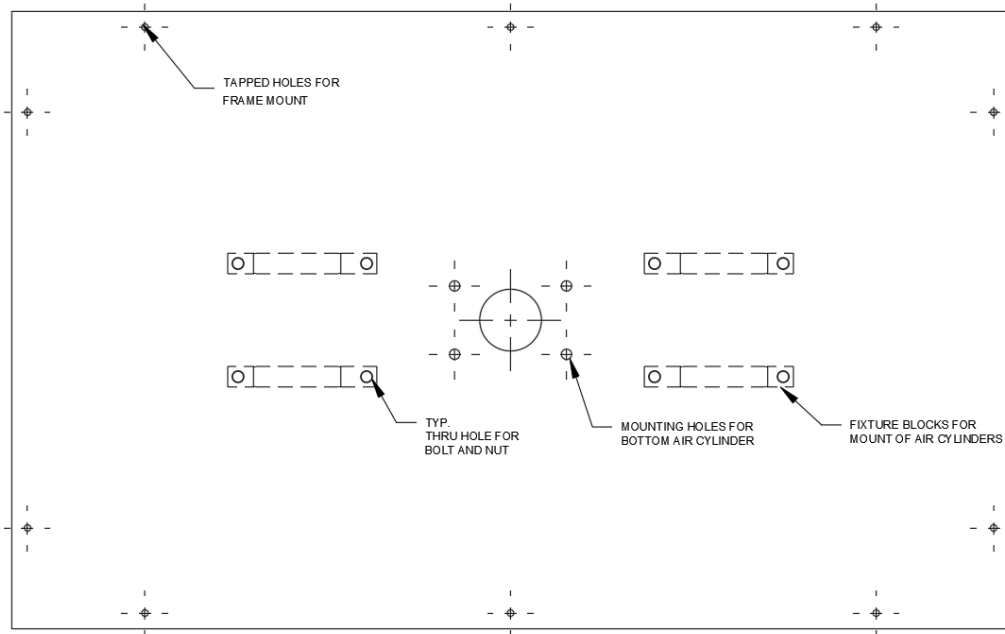 TAPPED HOLES FOR
FRAME MOUNT
TYP.
THRU HOLE FOR
BOLT AND NUT
MOUNTING HOLES FOR
BOTTOM AIR CYLINDER
FIXTURE BLOCKS FOR
MOUNT OF AIR CYLINDERS